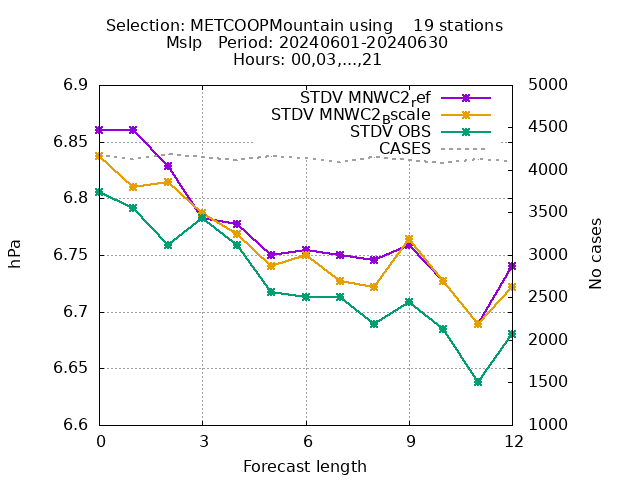 Selection: METCOOPMountain using    19 stations
Mslp   Period: 20240601-20240630
Hours: 00,03,...,21
STDV MNWC2ref
STDV MNWC2Bscale
STDV OBS
CASES
6.9
6.85
6.8
6.75
6.7
6.65
6.6
hPa
5000
4500
4000
3500
3000
2500
2000
1500
1000
No cases
0 3 6 9 12
Forecast length